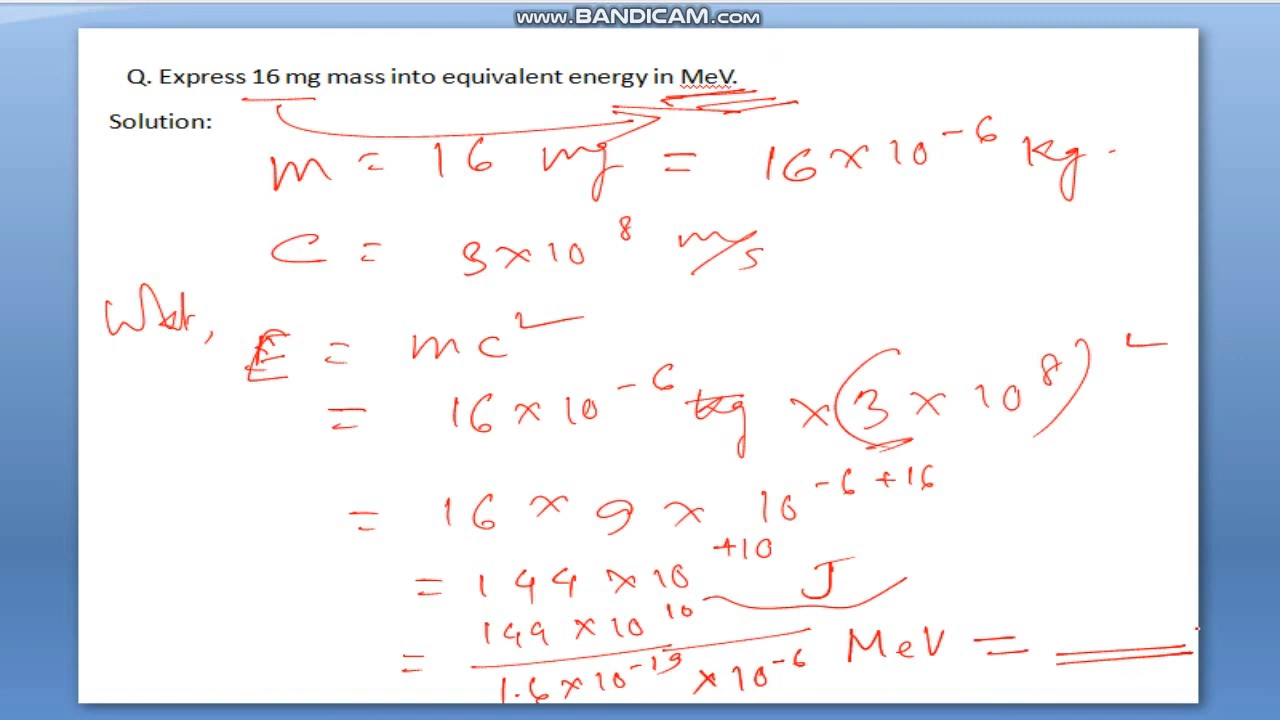 www.BANDICAM.com
Q. Express 16 mg mass into equivalent energy in MeV.
Solution:
m = 16 mg = 16 × 10⁻⁶ kg.
C = 3 × 10⁸ m/s
E = mc²
= 16 × 10⁻⁶ kg × (3 × 10⁸)²
= 16 × 9 × 10⁻⁶⁺¹⁶
= 144 × 10⁺¹⁰ J
= 144 × 10¹⁰ / 1.6 × 10⁻¹⁹ × 10⁻⁶ MeV =